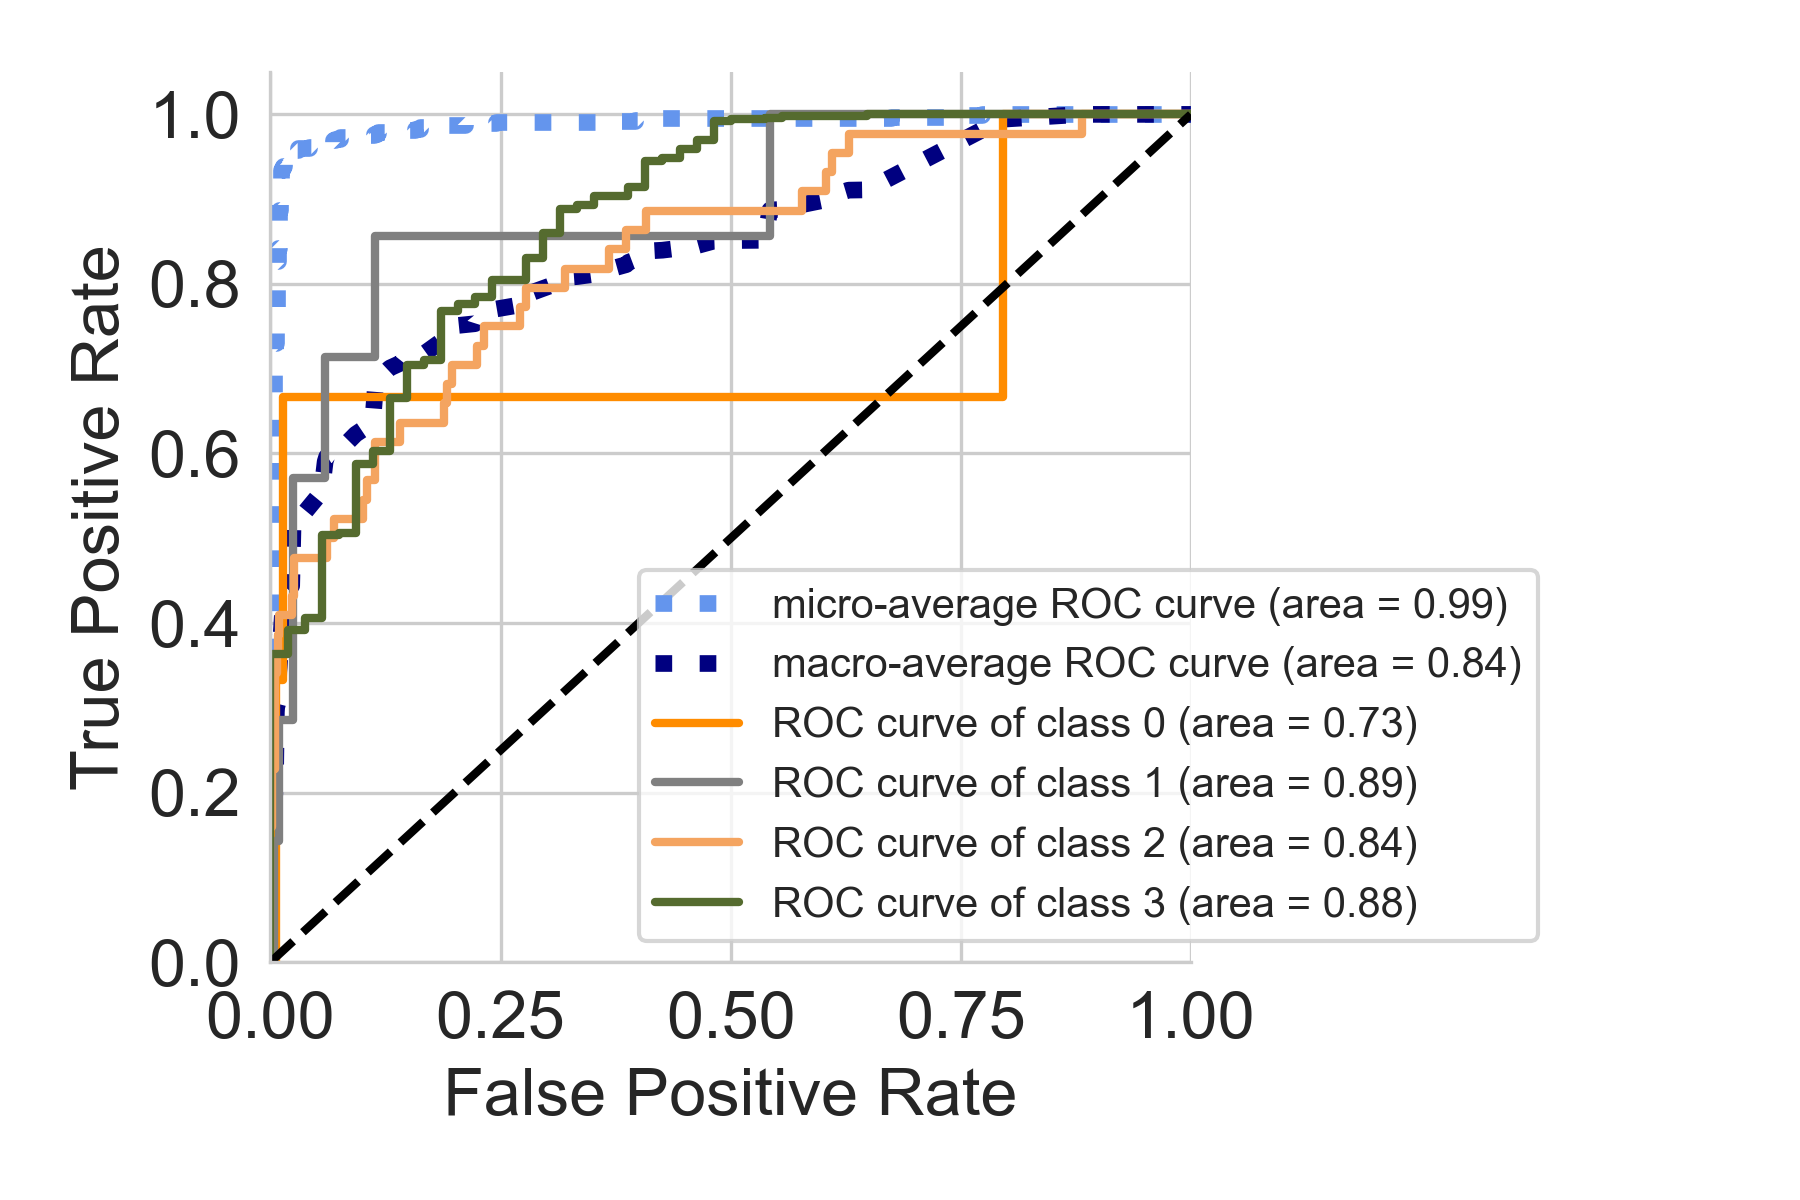 1.0
0.8
0.6
0.4
0.2
0.0
True Positive Rate
0.00 0.25 0.50 0.75 1.00
False Positive Rate
micro-average ROC curve (area = 0.99)
macro-average ROC curve (area = 0.84)
ROC curve of class 0 (area = 0.73)
ROC curve of class 1 (area = 0.89)
ROC curve of class 2 (area = 0.84)
ROC curve of class 3 (area = 0.88)